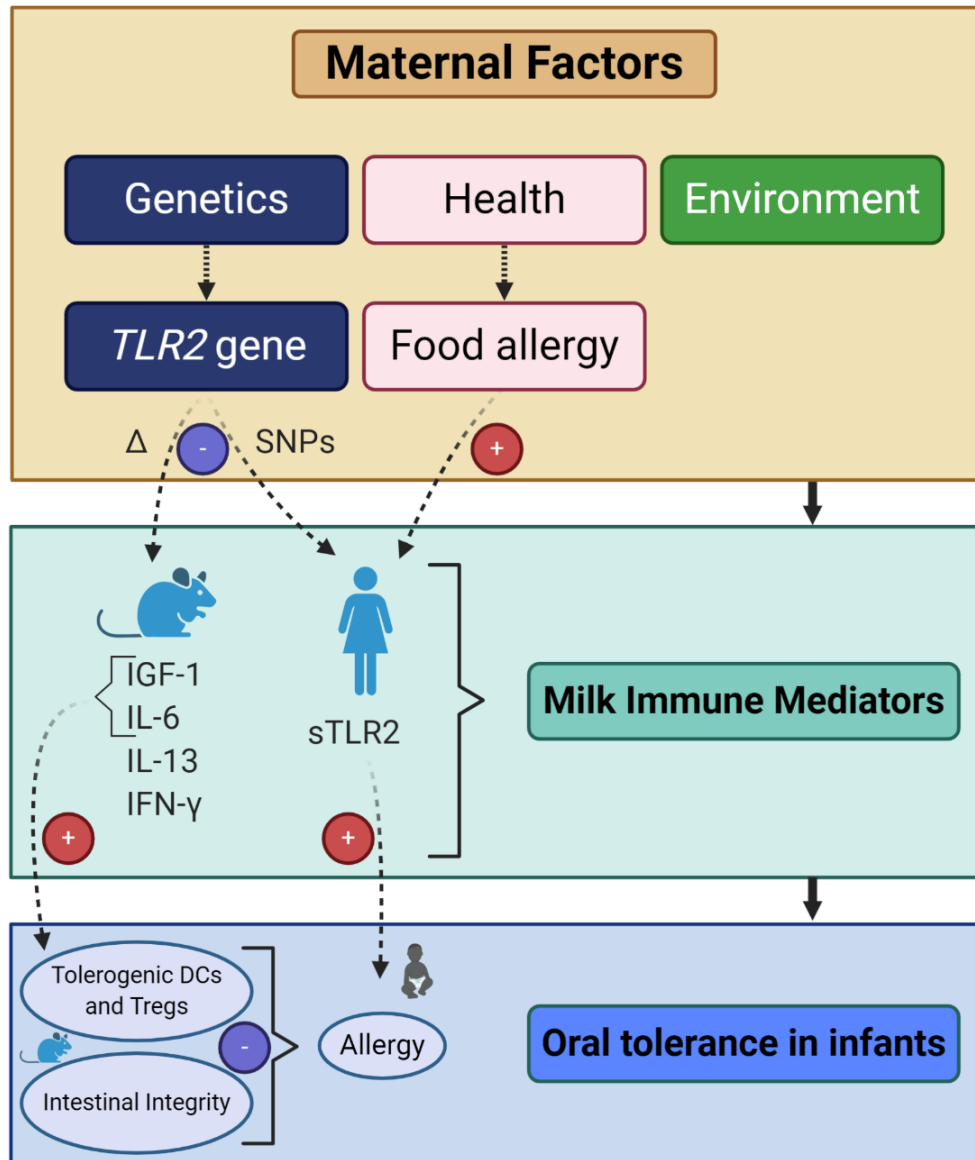 Maternal Factors
Genetics
Health
Environment
TLR2 gene
Food allergy
Δ
-
SNPs
+
IGF-1
IL-6
IL-13
IFN-γ
sTLR2
Milk Immune Mediators
+
+
Tolerogenic DCs
and Tregs
-
Intestinal Integrity
Allergy
Oral tolerance in infants